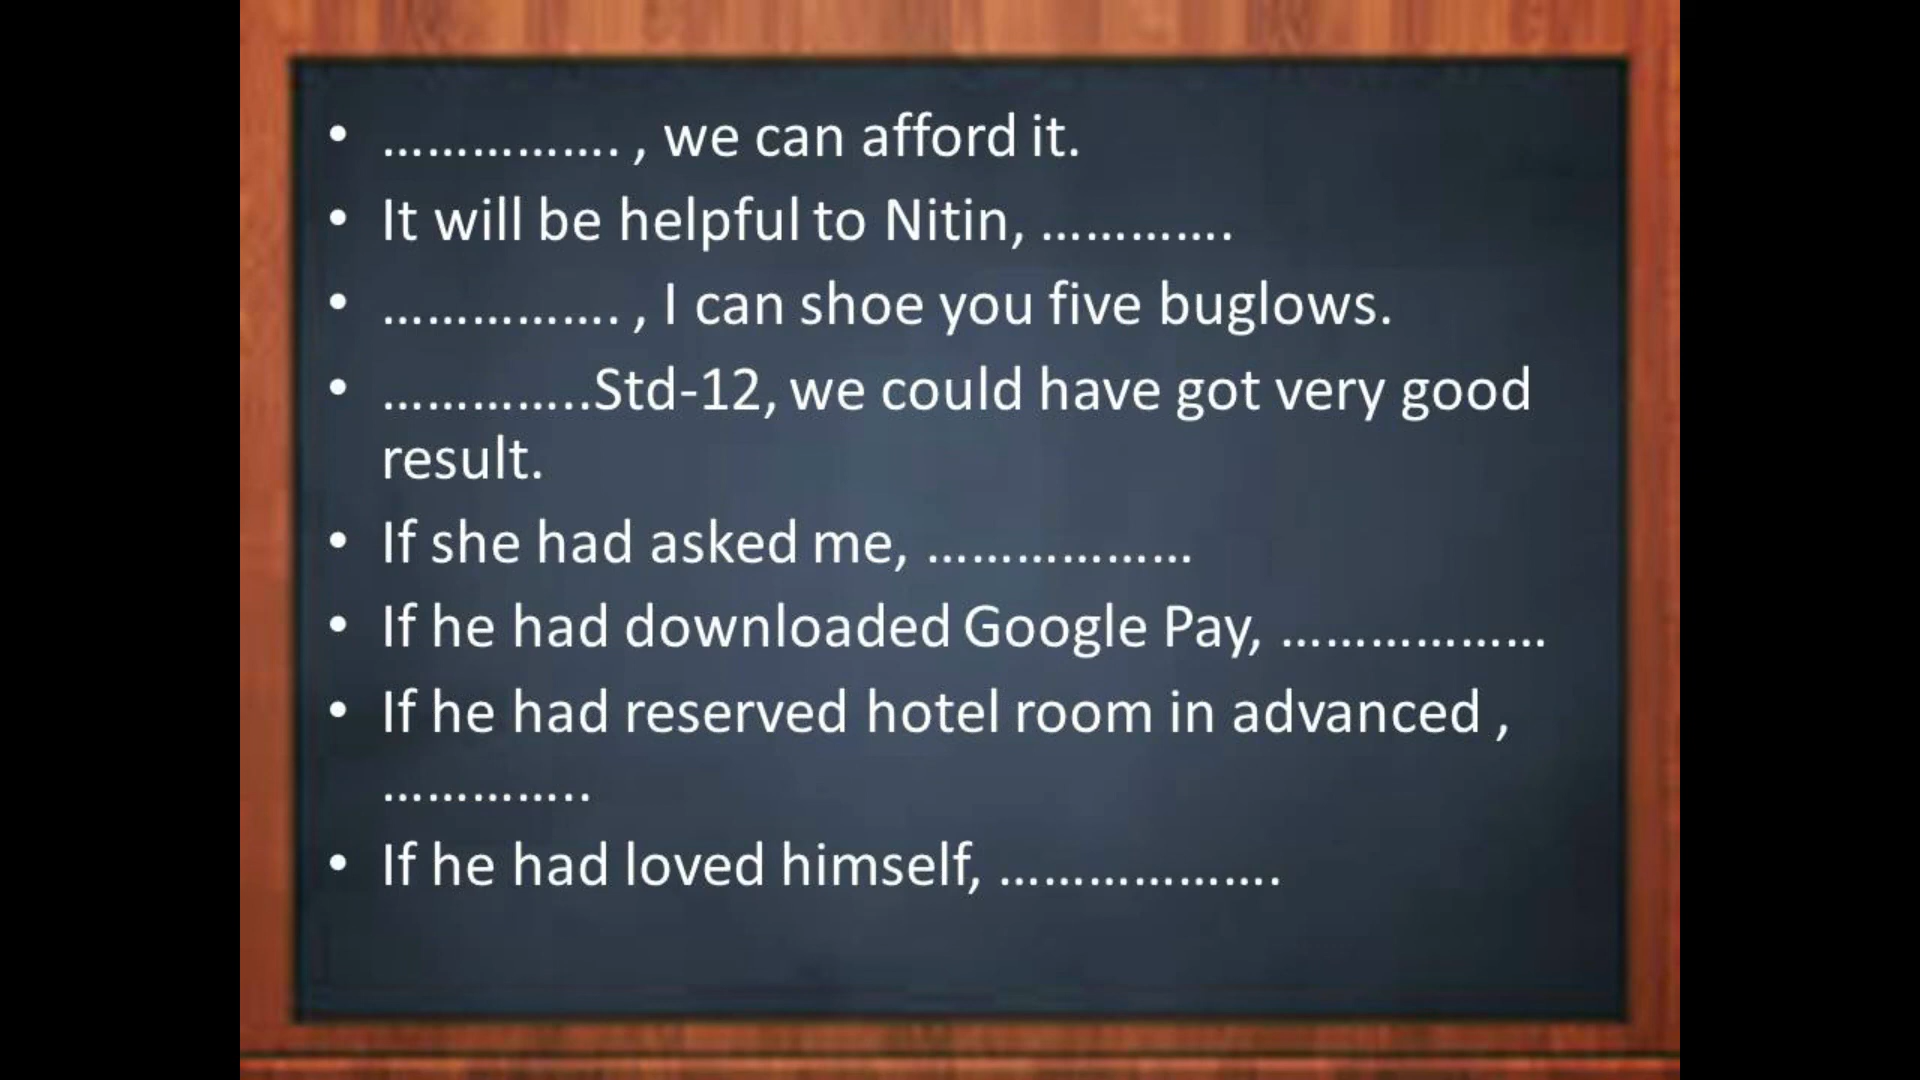 • ……………. , we can afford it.
• It will be helpful to Nitin, ………….
• ……………. , I can shoe you five buglows.
• …………..Std-12, we could have got very good
result.
• If she had asked me, ………………
• If he had downloaded Google Pay, ………………
• If he had reserved hotel room in advanced ,
…………..
• If he had loved himself, ……………….